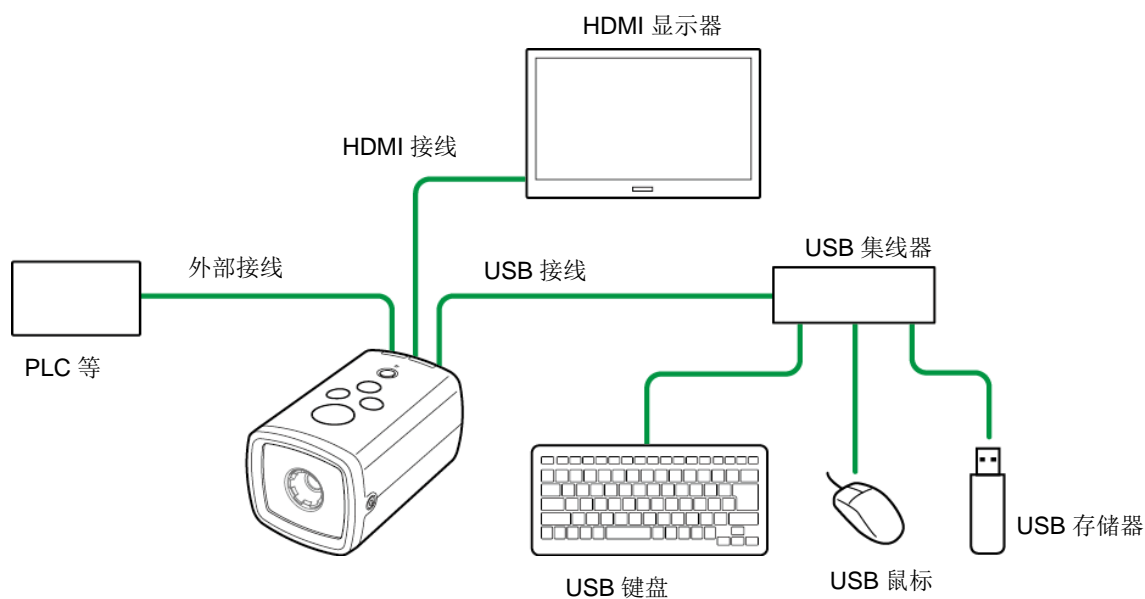 HDMI 显示器
HDMI 接线
外部接线
USB 接线
USB 集线器
PLC 等
USB 键盘
USB 鼠标
USB 存储器